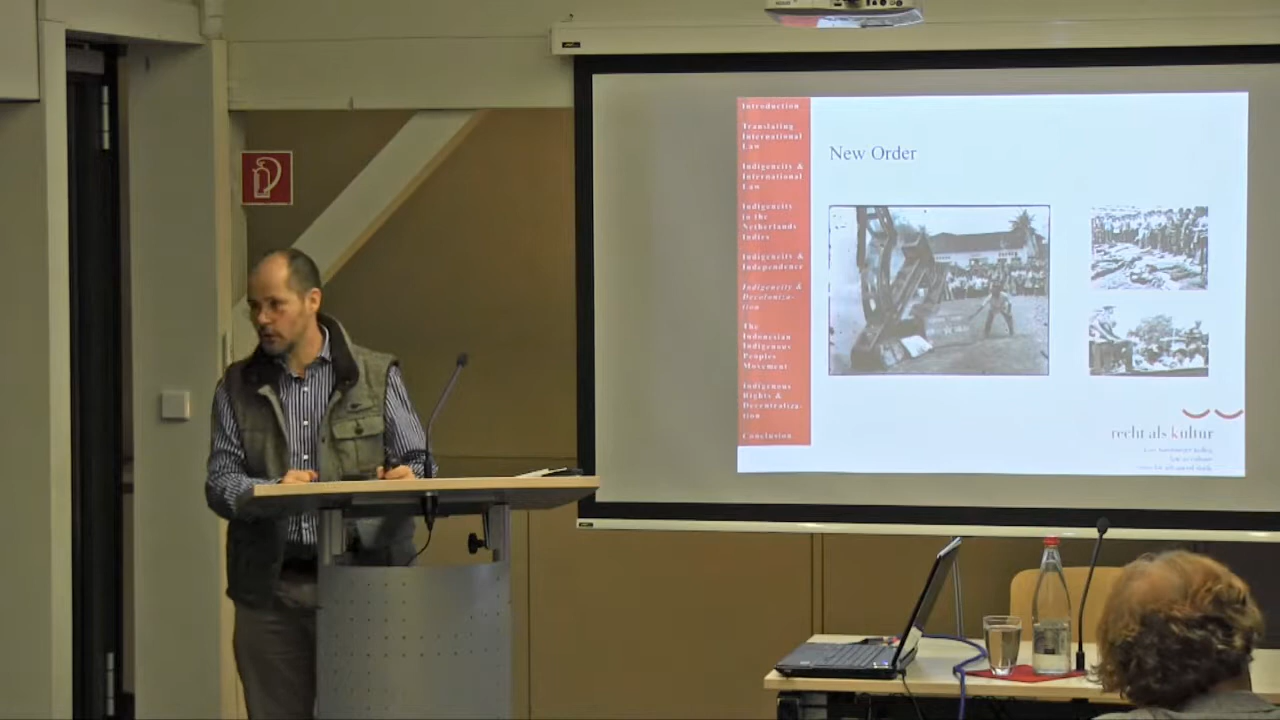 Introduction
Translating
International
Law
Indigeneity &
International
Law
Indigeneity
in the
Netherlands
Indies
Indigeneity &
Independence
Indigeneity &
Decoloniza-
tion
The
Indonesian
Indigenous
Peoples
Movement
Indigenous
Rights &
Decentraliza-
tion
Conclusion
New Order
recht als kultur